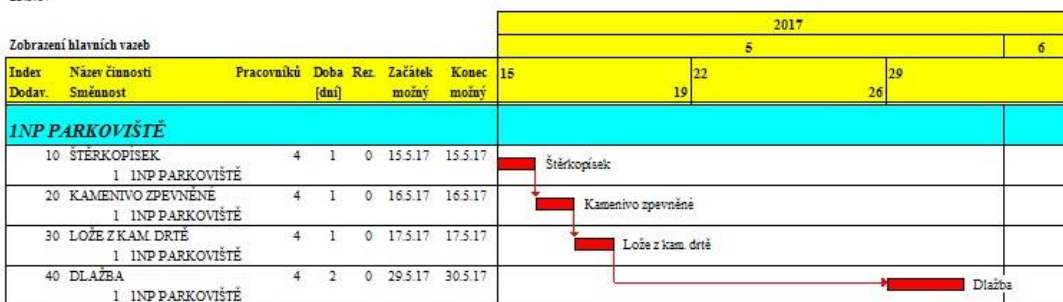 2017
Zobrazení hlavních vazeb
5 6
Index Název činnosti Pracovníků Doba Rez. Začátek Konec 15 22 29
Dodav. Směnnost [dní] možný možný 19 26
1NP PARKOVIŠTĚ
10 ŠTĚRKOPÍSEK 4 1 0 15.5.17 15.5.17 Štěrkopísek
1 1NP PARKOVIŠTĚ
20 KAMENIVO ZPEVNĚNÉ 4 1 0 16.5.17 16.5.17 Kamenivo zpevněné
1 1NP PARKOVIŠTĚ
30 LOŽE Z KAM. DRTĚ 4 1 0 17.5.17 17.5.17 Lože z kam. drtě
1 1NP PARKOVIŠTĚ
40 DLAŽBA 4 2 0 29.5.17 30.5.17 Dlažba
1 1NP PARKOVIŠTĚ